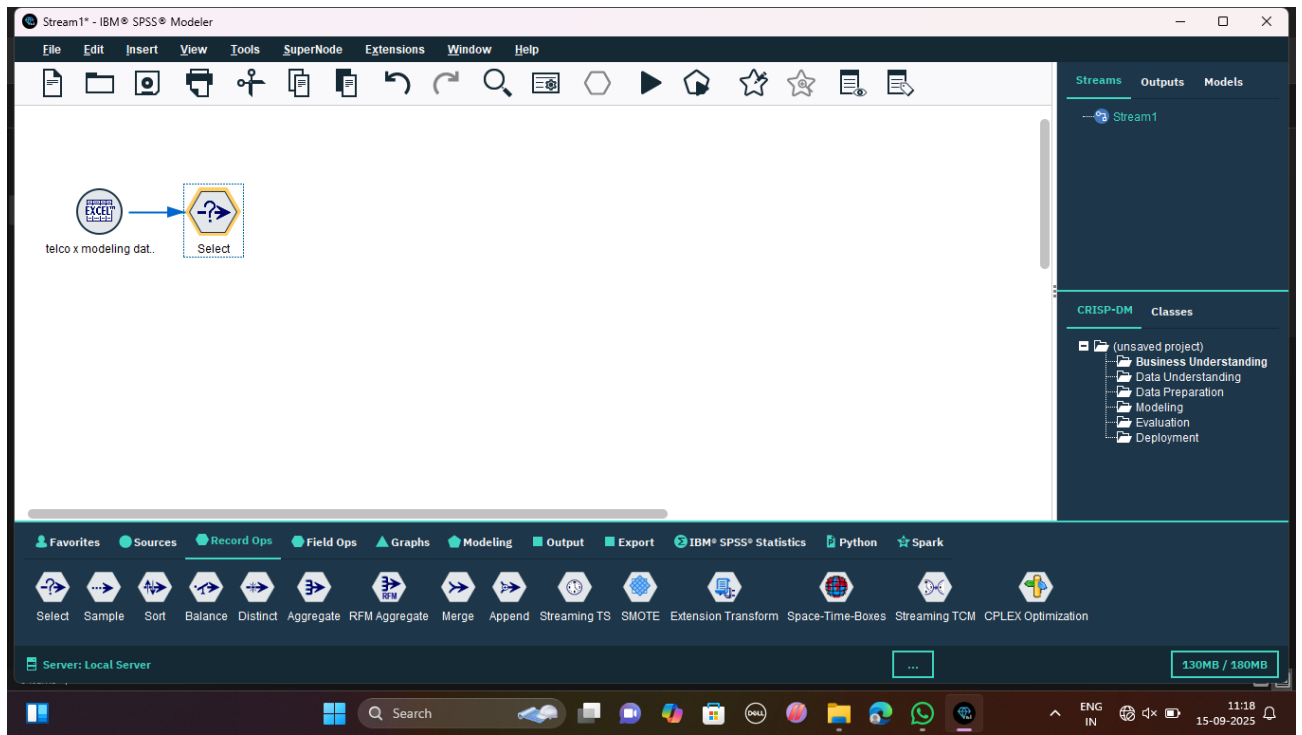 Stream1* - IBM® SPSS® Modeler
File Edit Insert View Tools SuperNode Extensions Window Help
Streams Outputs Models
Stream1
EXCEL™
telco x modeling dat..
Select
CRISP-DM Classes
(unsaved project)
Business Understanding
Data Understanding
Data Preparation
Modeling
Evaluation
Deployment
Favorites Sources Record Ops Field Ops Graphs Modeling Output Export IBM® SPSS® Statistics Python Spark
RFM
Select Sample Sort Balance Distinct Aggregate RFM Aggregate Merge Append Streaming TS SMOTE Extension Transform Space-Time-Boxes Streaming TCM CPLEX Optimization
Server: Local Server
...
130MB / 180MB
Search
DELL
ENG
IN
11:18
15-09-2025